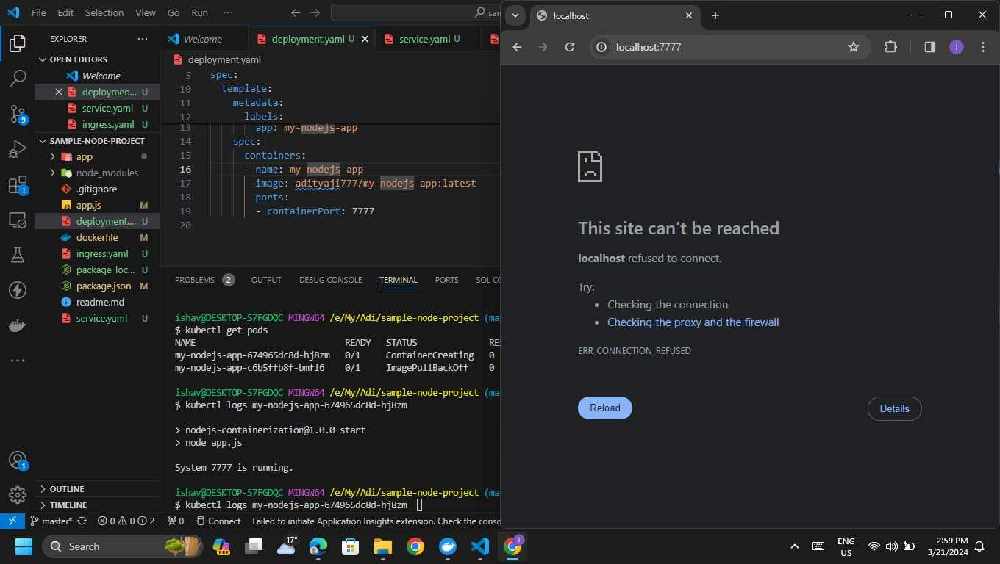 File Edit Selection View Go Run ···
sar
localhost
localhost:7777
I
EXPLORER
Welcome
deployment.yaml U
service.yaml U
OPEN EDITORS
Welcome
deploymen... U
service.yaml U
ingress.yaml U
SAMPLE-NODE-PROJECT
app
node_modules
.gitignore
app.js M
deployment.... U
dockerfile M
ingress.yaml U
package-loc... U
package.json M
readme.md
service.yaml U
OUTLINE
TIMELINE
9
1
1
deployment.yaml
5 spec:
10 template:
11 metadata:
12 labels:
13 app: my-nodejs-app
14 spec:
15 containers:
16 - name: my-nodejs-app
17 image: adityaji777/my-nodejs-app:latest
18 ports:
19 - containerPort: 7777
20
PROBLEMS 2 OUTPUT DEBUG CONSOLE TERMINAL PORTS SQL CO
ishav@DESKTOP-S7FGDQC MINGW64 /e/My/Adi/sample-node-project (ma
$ kubectl get pods
NAME READY STATUS RES
my-nodejs-app-674965dc8d-hj8zm 0/1 ContainerCreating 0
my-nodejs-app-c6b5ffb8f-bmfl6 0/1 ImagePullBackOff 0
ishav@DESKTOP-S7FGDQC MINGW64 /e/My/Adi/sample-node-project (ma
$ kubectl logs my-nodejs-app-674965dc8d-hj8zm
> nodejs-containerization@1.0.0 start
> node app.js
System 7777 is running.
ishav@DESKTOP-S7FGDQC MINGW64 /e/My/Adi/sample-node-project (ma
$ kubectl logs my-nodejs-app-674965dc8d-hj8zm
This site can’t be reached
localhost refused to connect.
Try:
• Checking the connection
• Checking the proxy and the firewall
ERR_CONNECTION_REFUSED
Reload
Details
master* 0 0 2 0 Connect Failed to initiate Application Insights extension. Check the conso
Search
PRE
17°
I
ENG
US
2:59 PM
3/21/2024